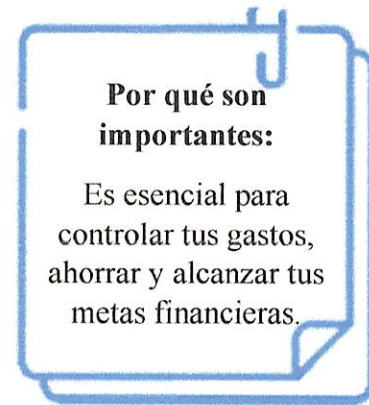 Por qué son
importantes:
Es esencial para
controlar tus gastos,
ahorrar y alcanzar tus
metas financieras.